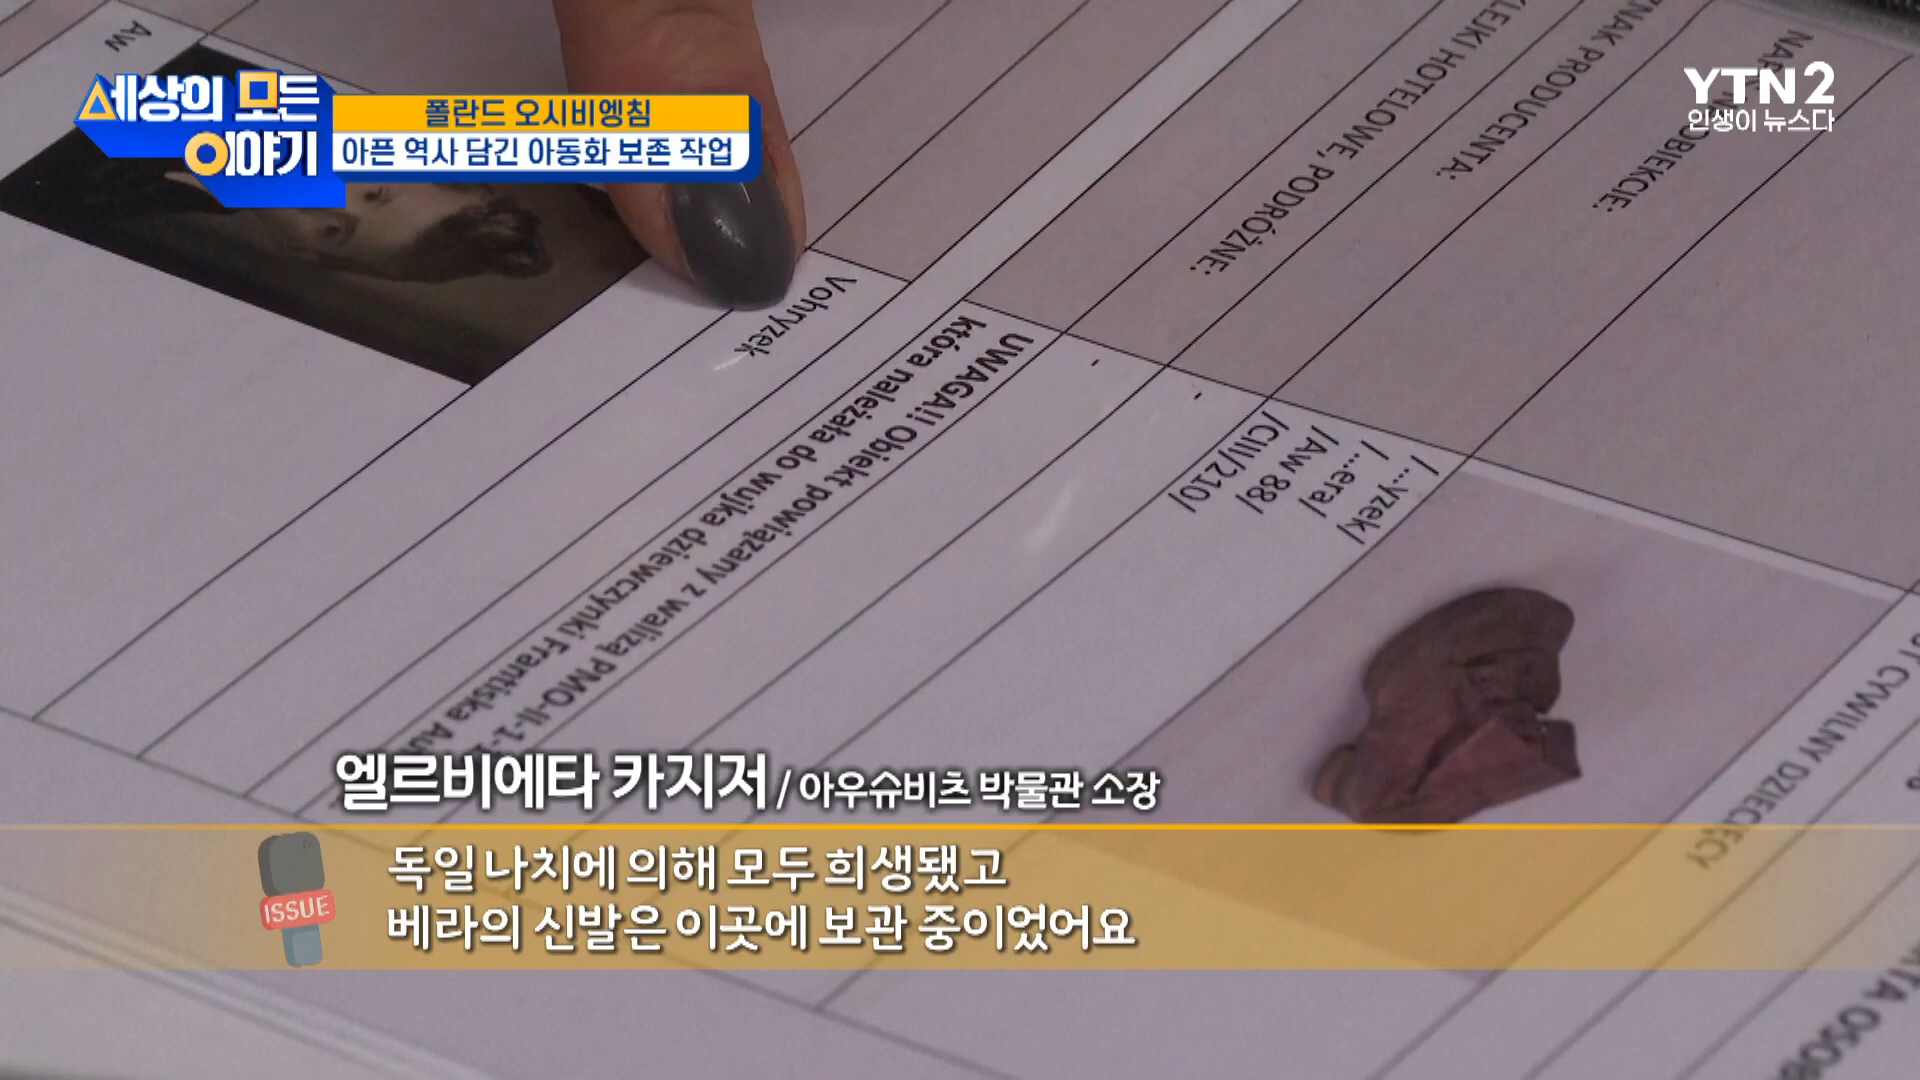 세상의 모든
이야기
폴란드 오시비엥침
아픈 역사 담긴 아동화 보존 작업
YTN2
인생이 뉴스다
Aw
Vohryzek
UWAGA!! Obiekt powiązany z walizą PMO-II-1-
która należała do wujka dziewczynki Frantiska
KLEJKI HOTELOWE, PODRÓŻNE:
ZNAK PRODUCENTA:
OBIEKCIE:
/...yzek/
/...era/
/Aw 88/
/CIII/210/
CYWILNY DZIECIĘCY
엘르비에타 카지저 / 아우슈비츠 박물관 소장
ISSUE
독일 나치에 의해 모두 희생됐고
베라의 신발은 이곳에 보관 중이었어요